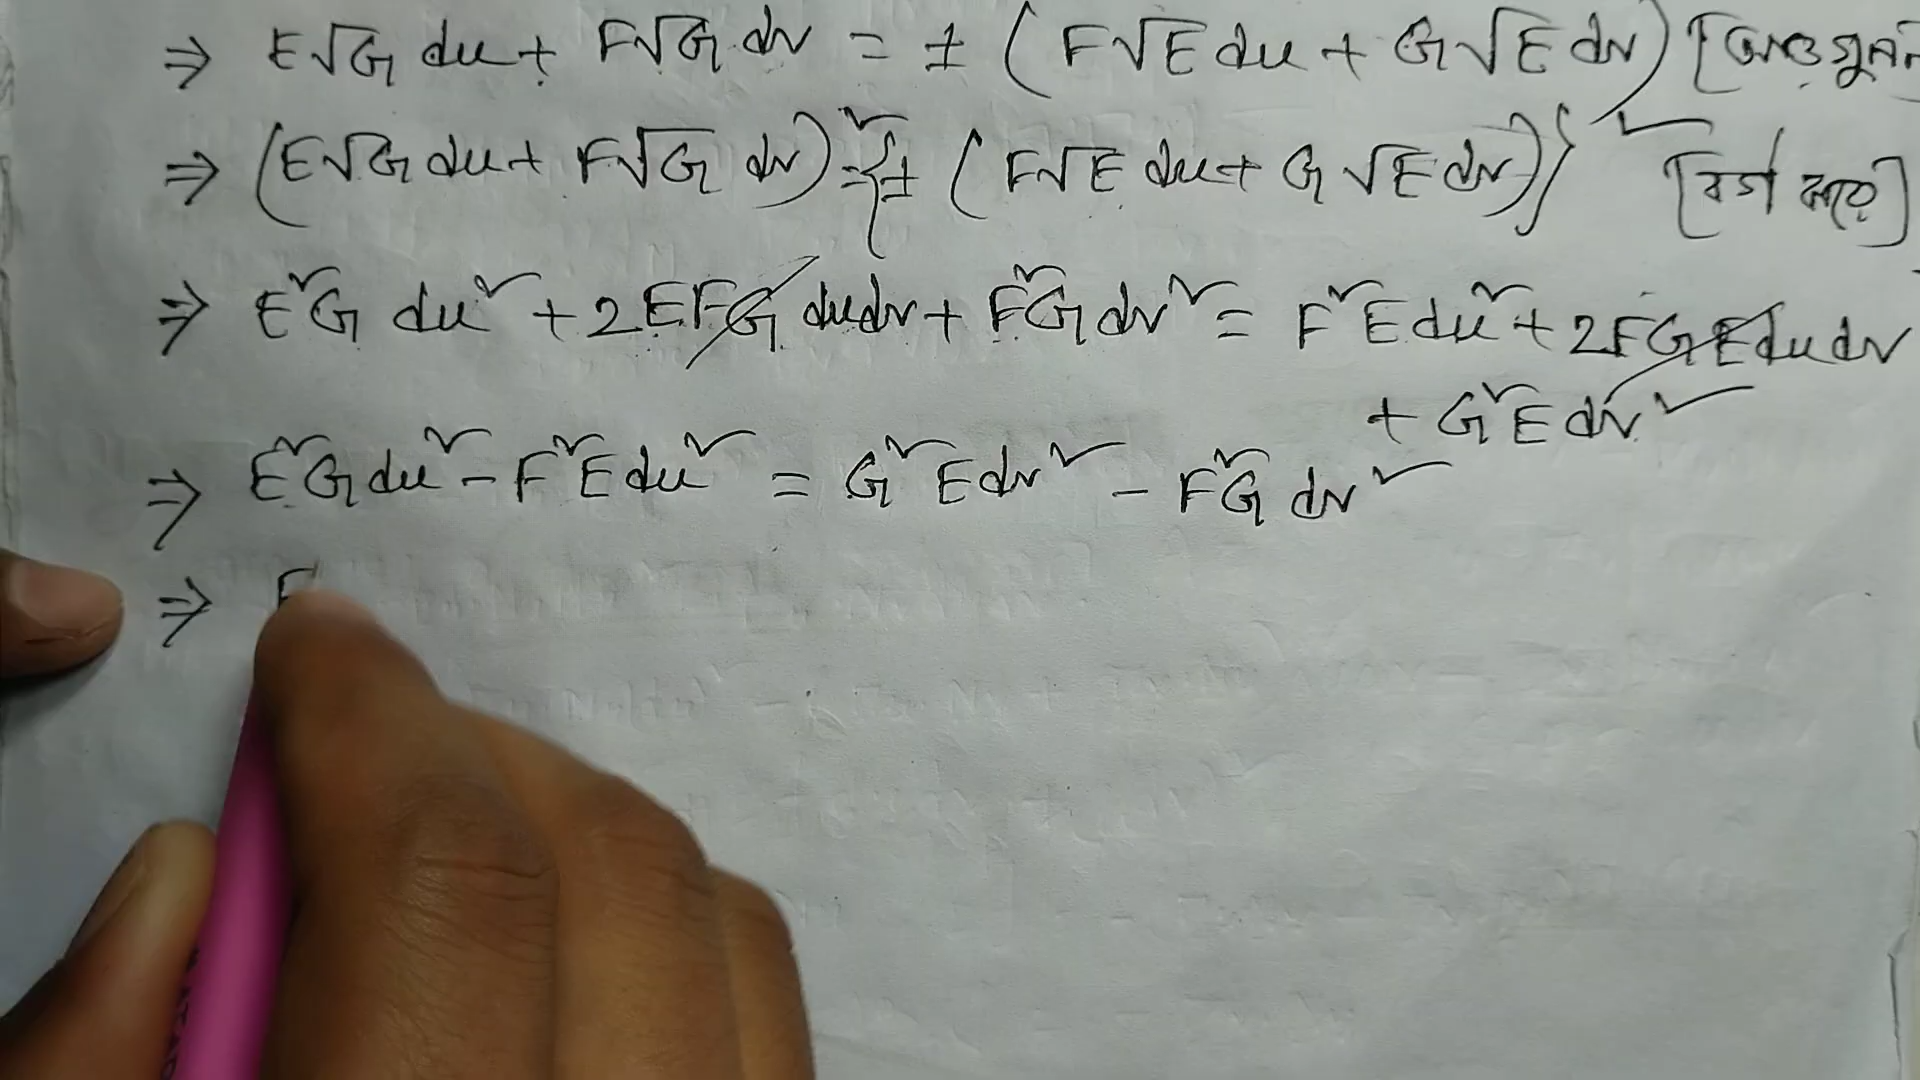 ⇒ E√G du + F√G dv = ± (F√E du + G√E dv) [
⇒ (E√G du + F√G dv)² = {± (F√E du + G√E dv)}² [বর্গ করে]
⇒ E²G du² + 2EFG dudv + F²G dv² = F²E du² + 2FGE dudv
+ G²E dv²
⇒ E²G du² - F²E du² = G²E dv² - F²G dv²
⇒ E